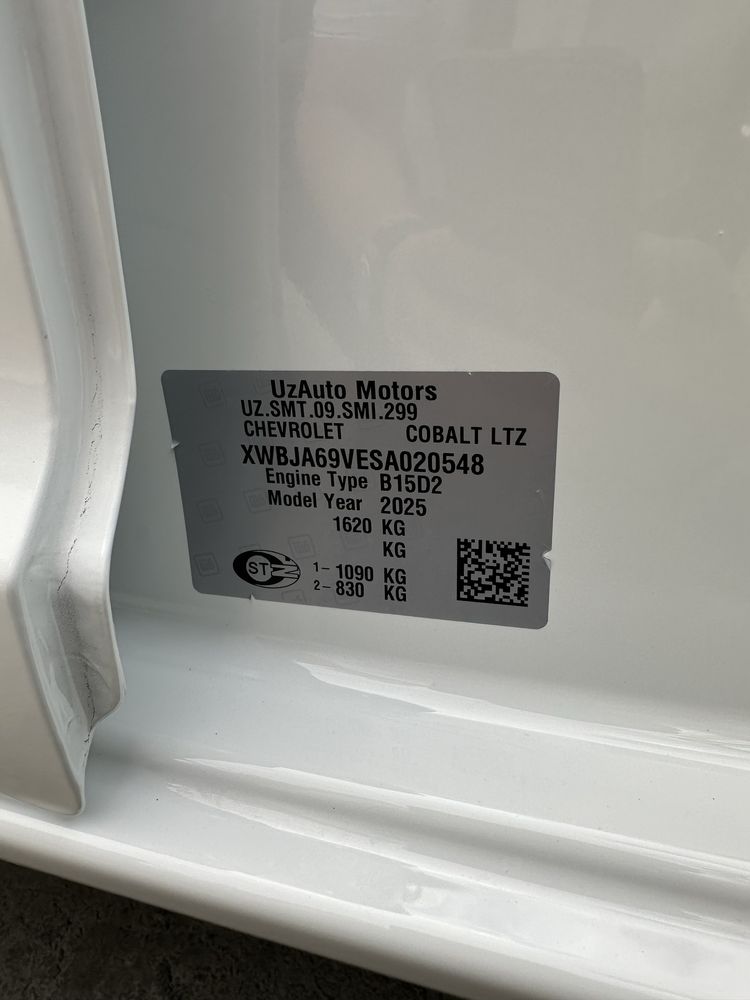 UzAuto Motors
UZ.SMT.09.SMI.299
CHEVROLET COBALT LTZ
XWBJA69VESA020548
Engine Type B15D2
Model Year 2025
1620 KG
KG
1- 1090 KG
2- 830 KG
ST